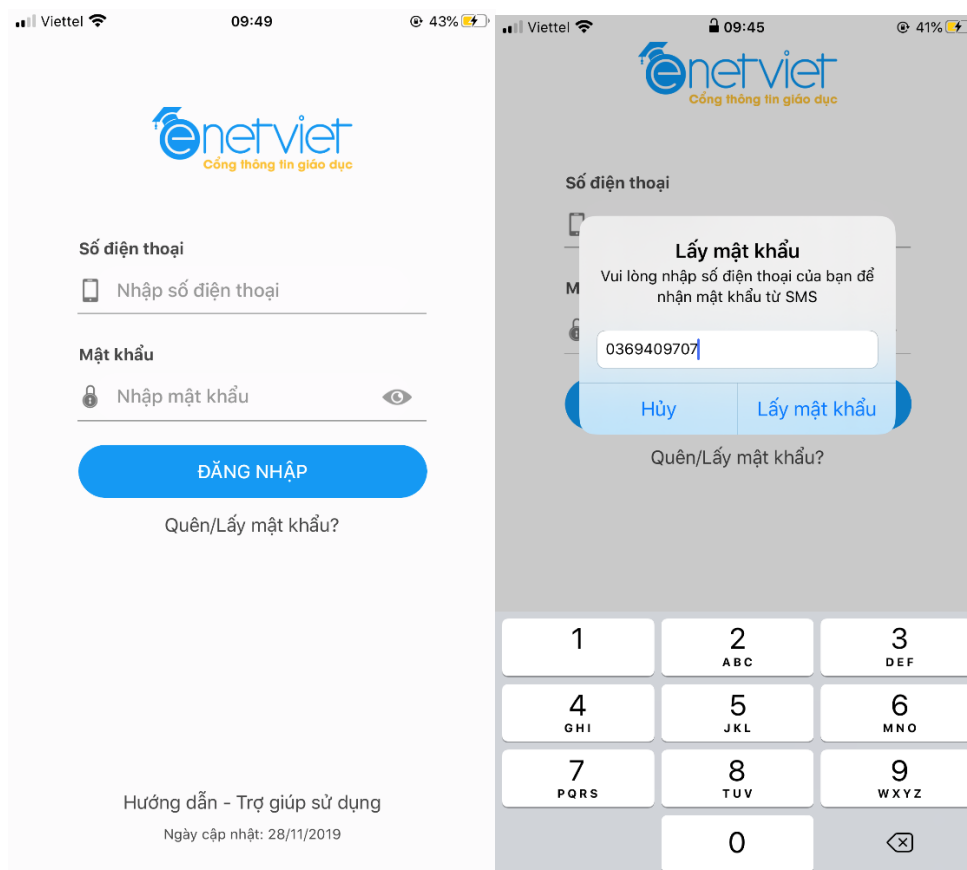 Viettel 09:49 43%
enetviet
Cổng thông tin giáo dục
Số điện thoại
Nhập số điện thoại
Mật khẩu
Nhập mật khẩu
ĐĂNG NHẬP
Quên/Lấy mật khẩu?
Hướng dẫn - Trợ giúp sử dụng
Ngày cập nhật: 28/11/2019
Viettel 09:45 41%
enetviet
Cổng thông tin giáo dục
Số điện thoại
Lấy mật khẩu
Vui lòng nhập số điện thoại của bạn để
nhận mật khẩu từ SMS
M
0369409707
Hủy Lấy mật khẩu
Quên/Lấy mật khẩu?
1 2 3
ABC DEF
4 5 6
GHI JKL MNO
7 8 9
PQRS TUV WXYZ
0